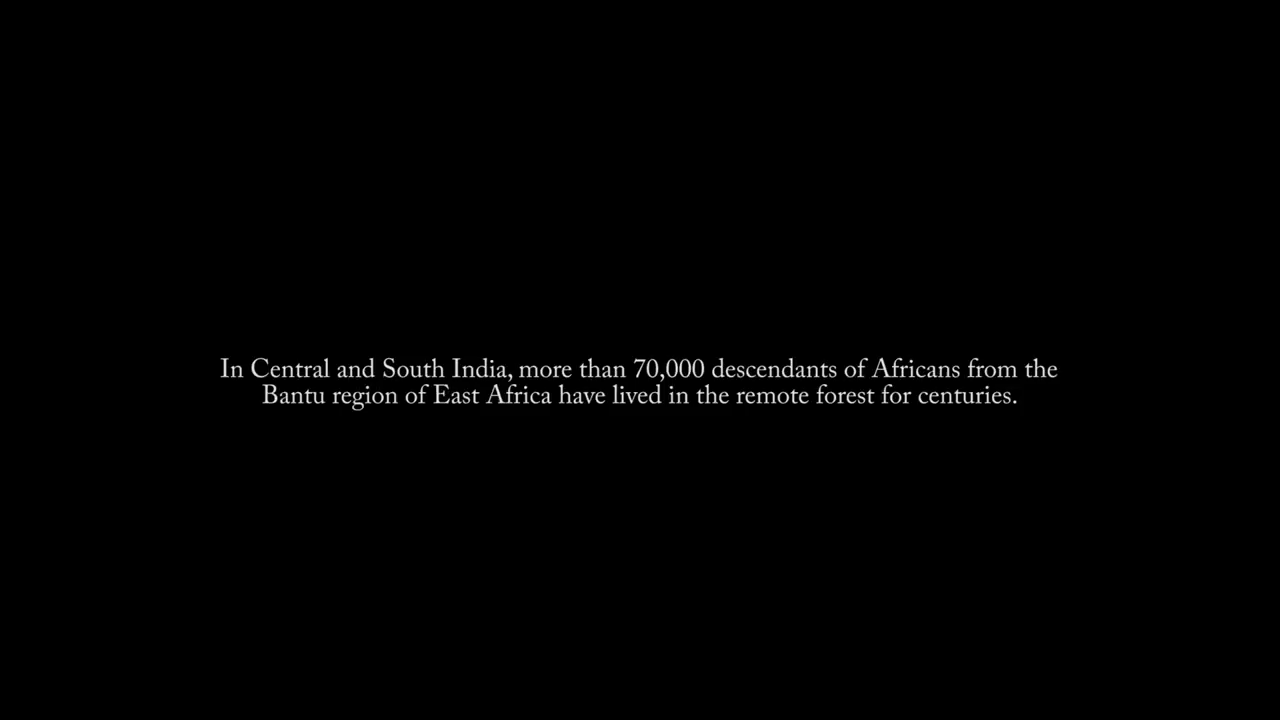 In Central and South India, more than 70,000 descendants of Africans from the
Bantu region of East Africa have lived in the remote forest for centuries.